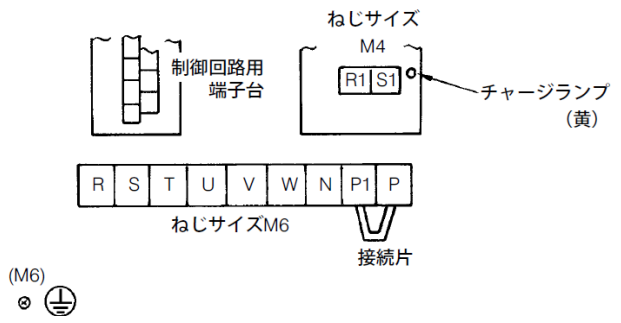 ねじサイズ
M4
制御回路用
端子台
R1 S1
チャージランプ
(黄)
R S T U V W N P1 P
ねじサイズM6
接続片
(M6)